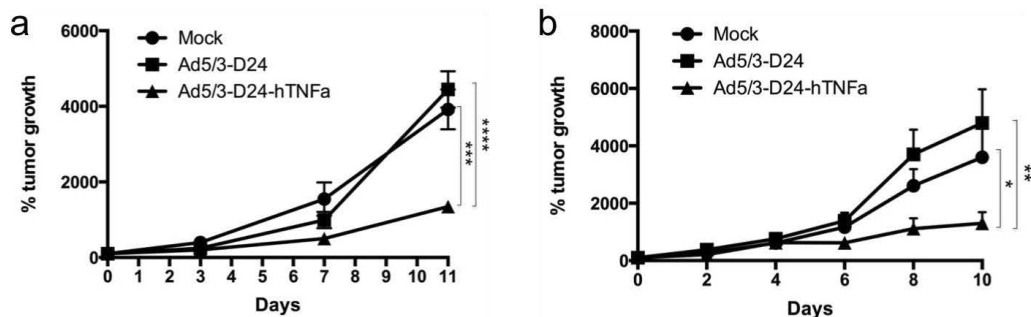 a
6000
4000
2000
0
% tumor growth
Mock
Ad5/3-D24
Ad5/3-D24-hTNFa
***
****
0 1 2 3 4 5 6 7 8 9 10 11
Days
b
8000
6000
4000
2000
0
% tumor growth
Mock
Ad5/3-D24
Ad5/3-D24-hTNFa
*
**
0 2 4 6 8 10
Days